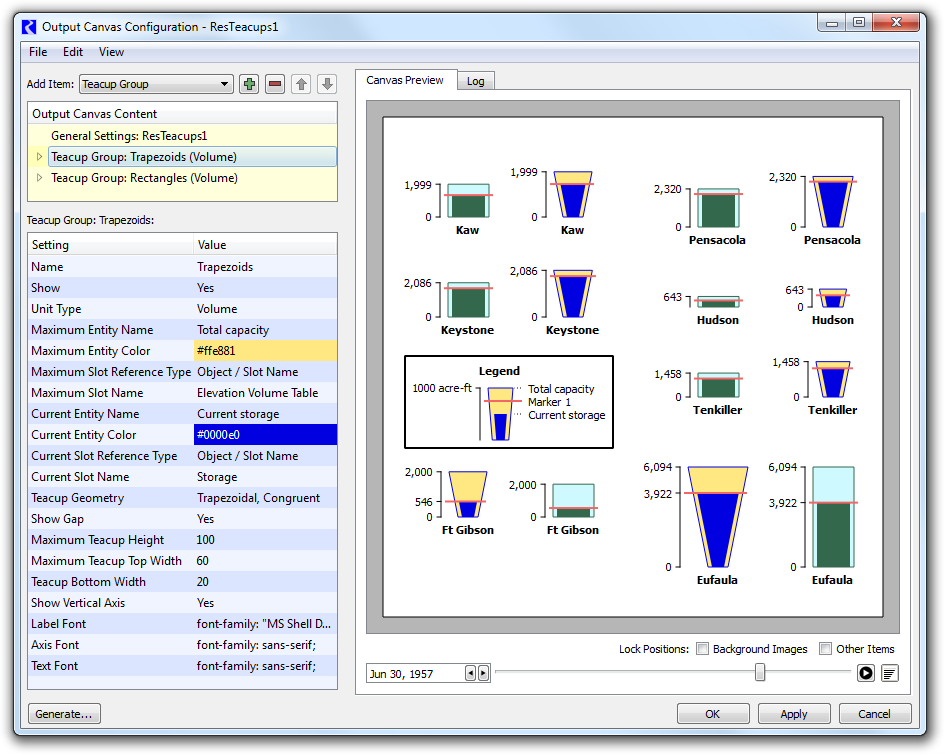 Output Canvas Configuration - ResTeacups1
File Edit View
Add Item: Teacup Group
Output Canvas Content
General Settings: ResTeacups1
Teacup Group: Trapezoids (Volume)
Teacup Group: Rectangles (Volume)
Teacup Group: Trapezoids:
Setting Value
Name Trapezoids
Show Yes
Unit Type Volume
Maximum Entity Name Total capacity
Maximum Entity Color #ffe881
Maximum Slot Reference Type Object / Slot Name
Maximum Slot Name Elevation Volume Table
Current Entity Name Current storage
Current Entity Color #0000e0
Current Slot Reference Type Object / Slot Name
Current Slot Name Storage
Teacup Geometry Trapezoidal, Congruent
Show Gap Yes
Maximum Teacup Height 100
Maximum Teacup Top Width 60
Teacup Bottom Width 20
Show Vertical Axis Yes
Label Font font-family: "MS Shell D...
Axis Font font-family: sans-serif;
Text Font font-family: sans-serif;
Canvas Preview Log
1,999 0 Kaw
1,999 0 Kaw
2,320 0 Pensacola
2,320 0 Pensacola
2,086 0 Keystone
2,086 0 Keystone
643 Hudson
643 0 Hudson
Legend
1000 acre-ft Total capacity
Marker 1
Current storage
1,458 0 Tenkiller
1,458 0 Tenkiller
2,000 546 0 Ft Gibson
2,000 0 Ft Gibson
6,094 3,922 0 Eufaula
6,094 3,922 0 Eufaula
Lock Positions: Background Images Other Items
Jun 30, 1957
Generate... OK Apply Cancel